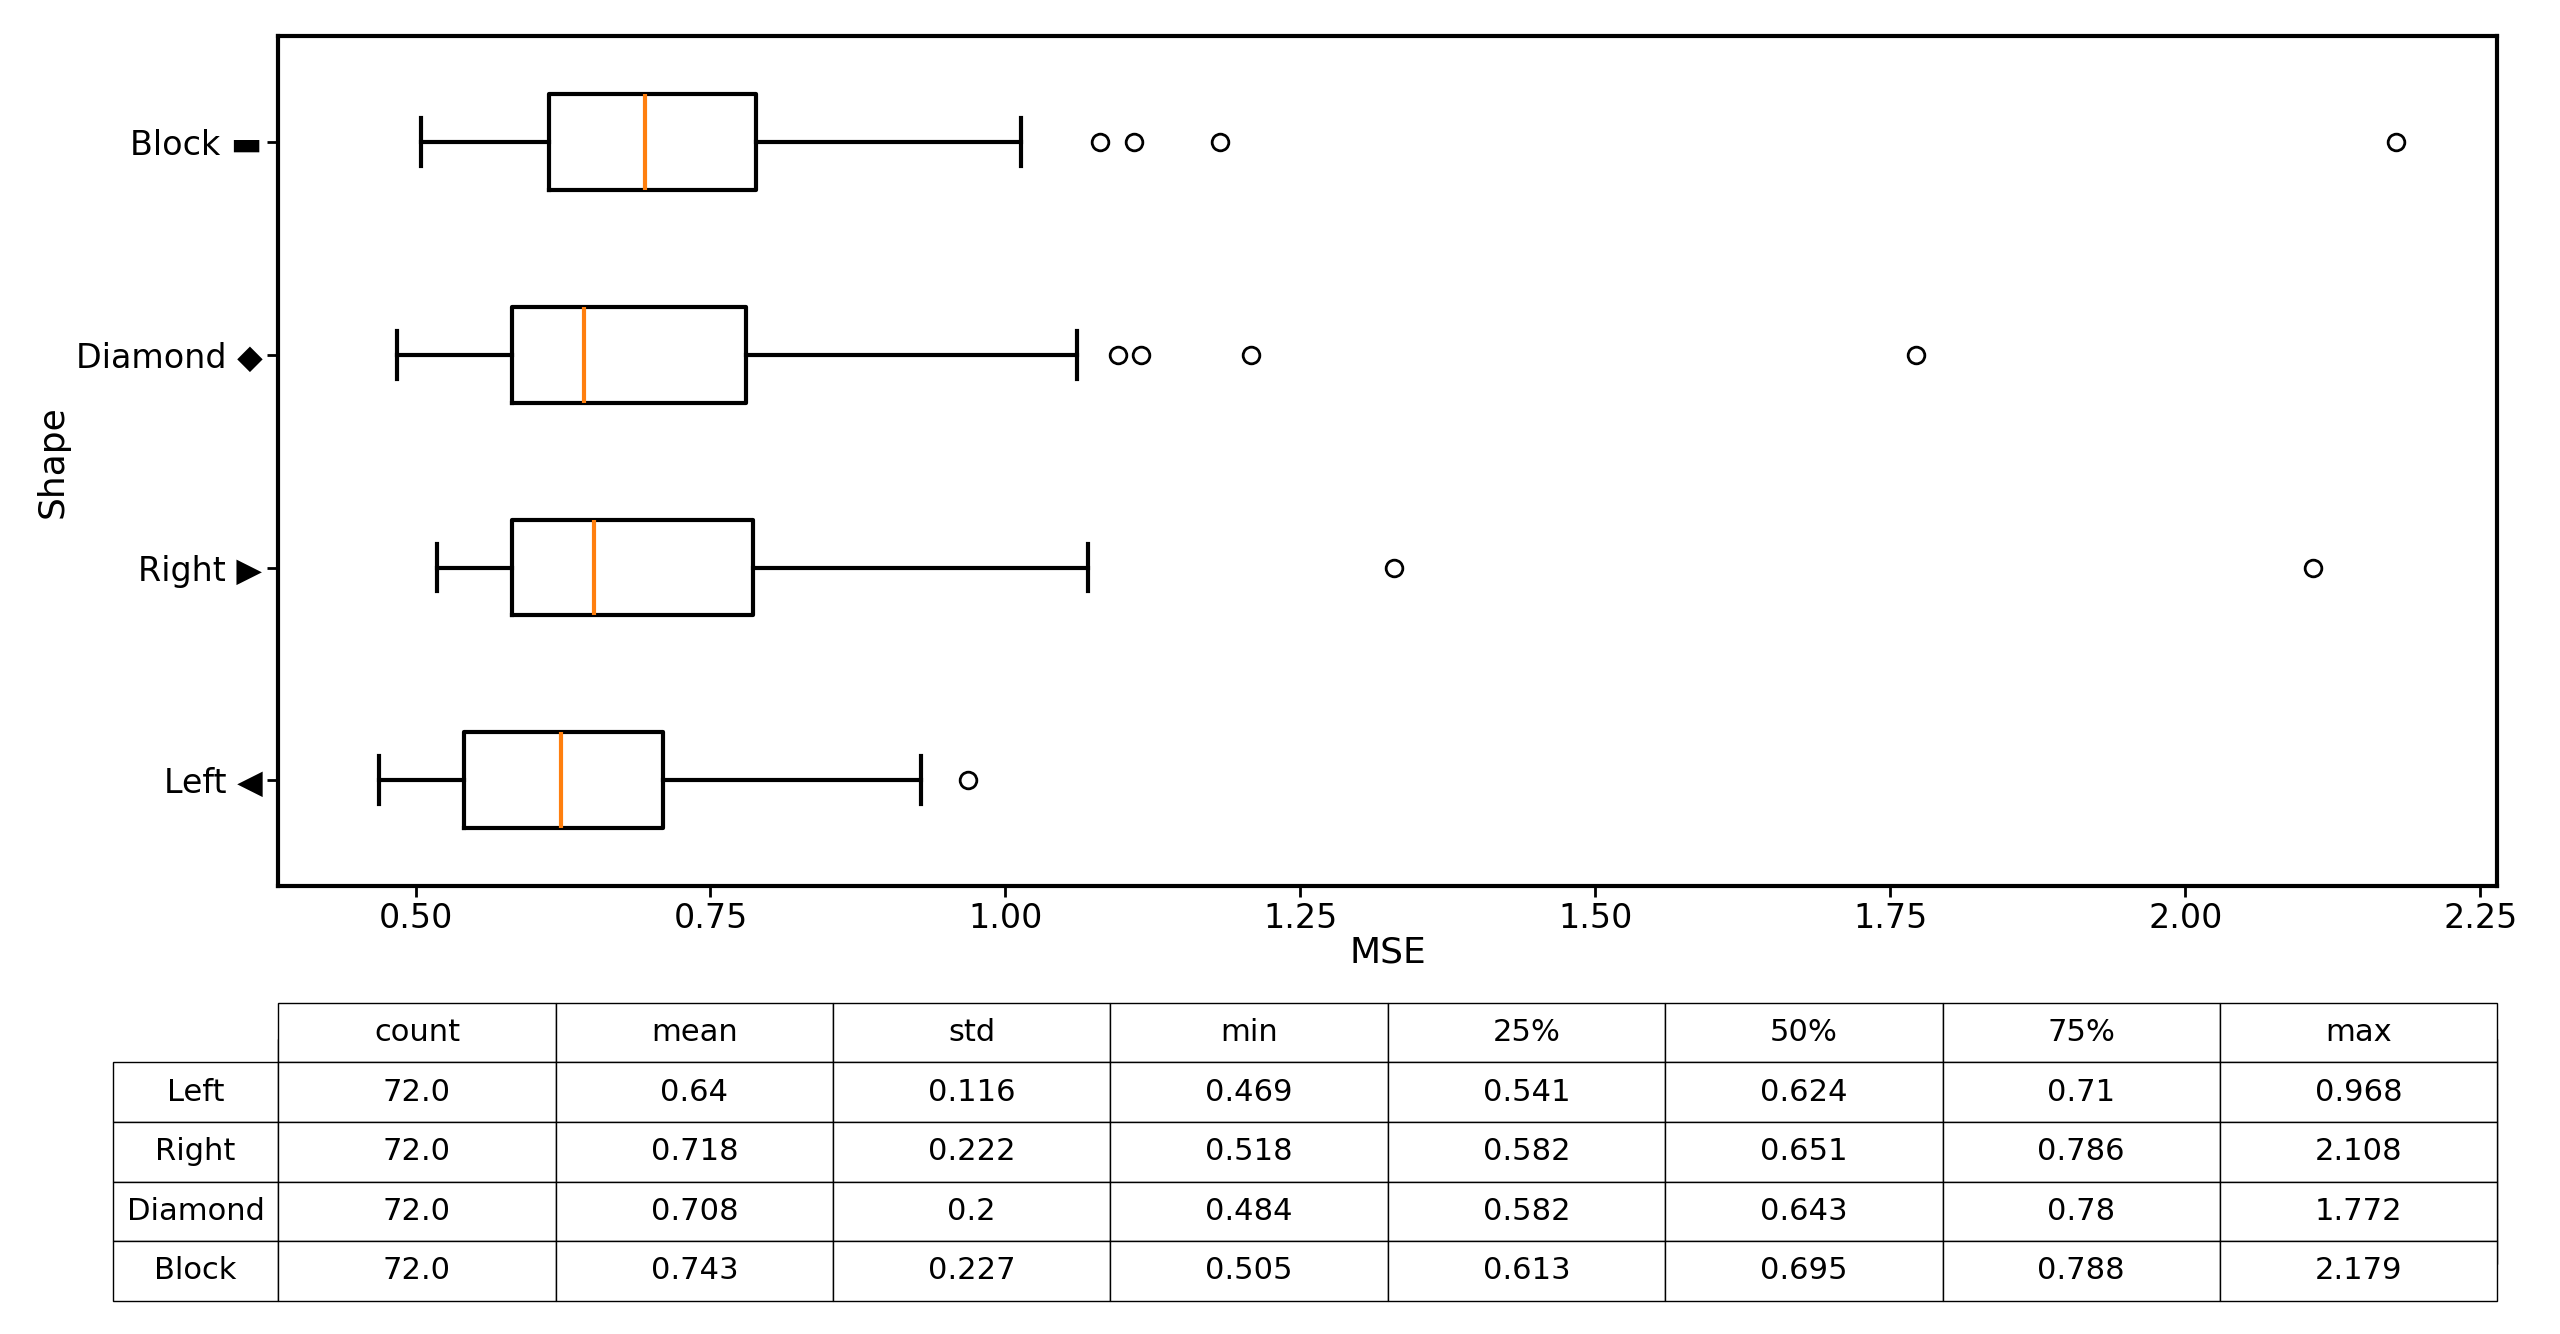 Block ▬
Diamond ◆
Right ▶
Left ◀
Shape
0.50 0.75 1.00 1.25 1.50 1.75 2.00 2.25
MSE
count mean std min 25% 50% 75% max
Left 72.0 0.64 0.116 0.469 0.541 0.624 0.71 0.968
Right 72.0 0.718 0.222 0.518 0.582 0.651 0.786 2.108
Diamond 72.0 0.708 0.2 0.484 0.582 0.643 0.78 1.772
Block 72.0 0.743 0.227 0.505 0.613 0.695 0.788 2.179